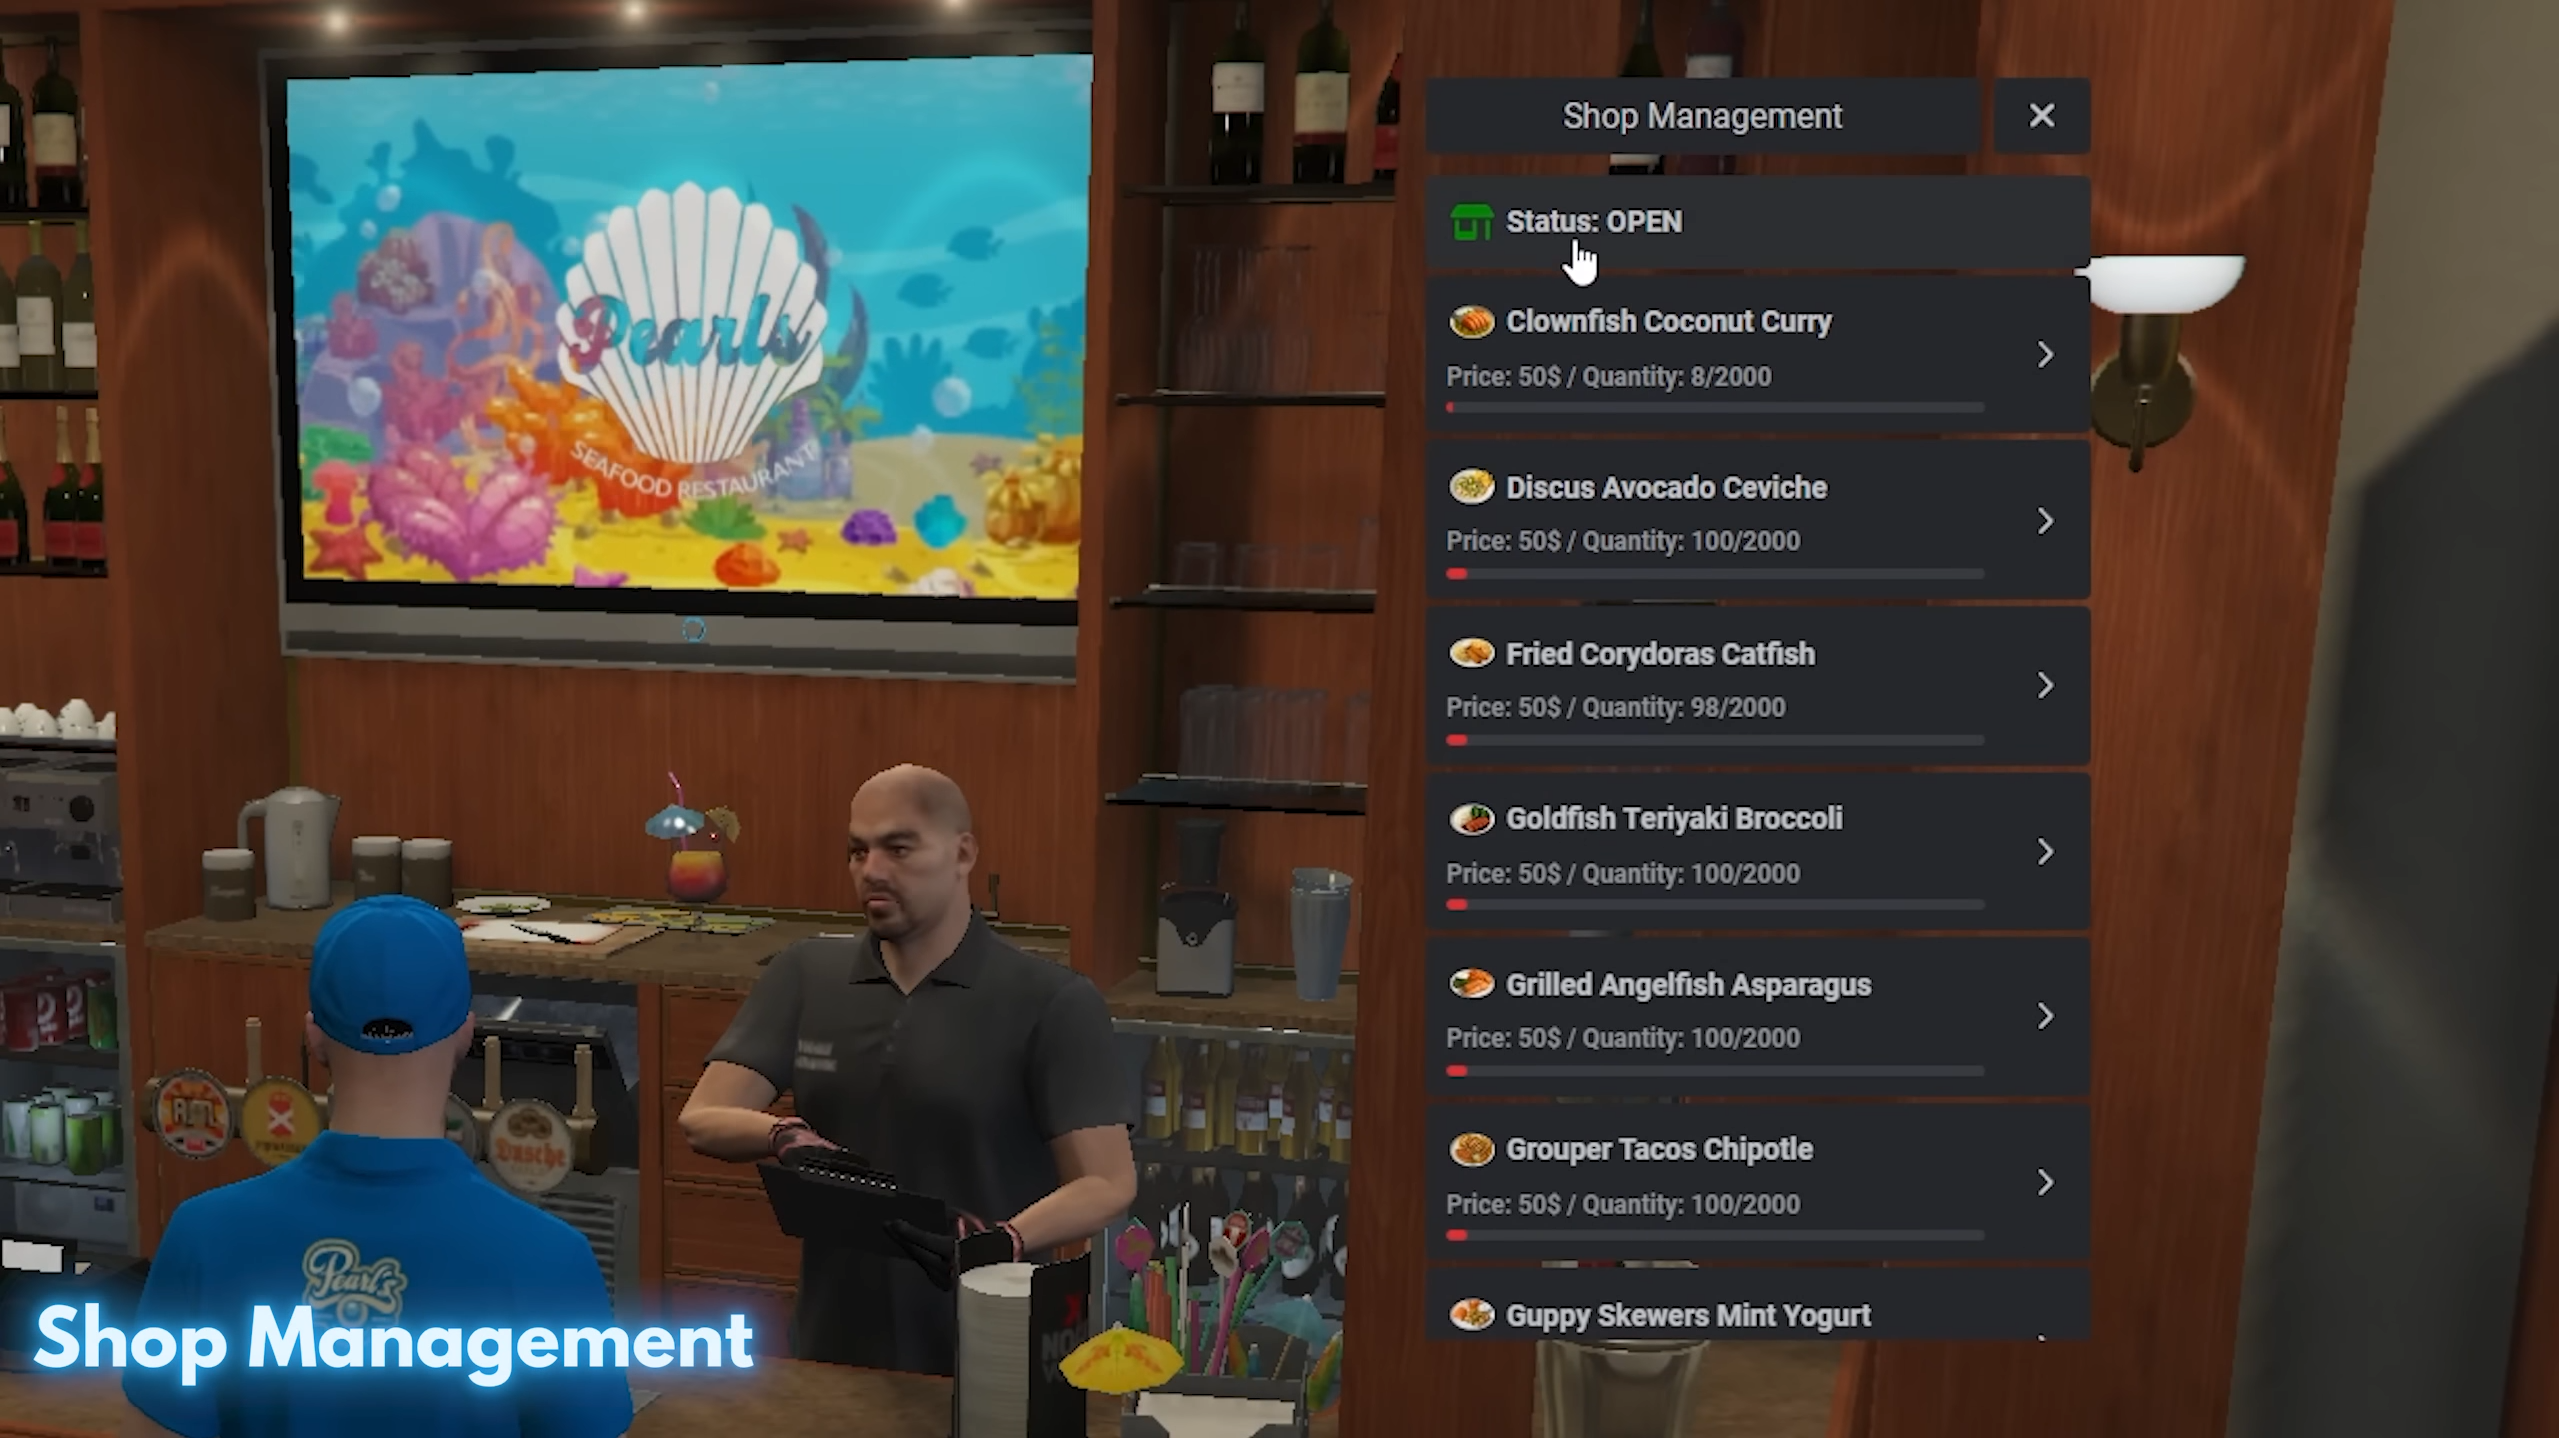 Pearls
SEAFOOD RESTAURANT
Shop Management
Status: OPEN
Clownfish Coconut Curry
Price: 50$ / Quantity: 8/2000
Discus Avocado Ceviche
Price: 50$ / Quantity: 100/2000
Fried Corydoras Catfish
Price: 50$ / Quantity: 98/2000
Goldfish Teriyaki Broccoli
Price: 50$ / Quantity: 100/2000
Grilled Angelfish Asparagus
Price: 50$ / Quantity: 100/2000
Grouper Tacos Chipotle
Price: 50$ / Quantity: 100/2000
Guppy Skewers Mint Yogurt
Dusche
Pearl's
Shop Management